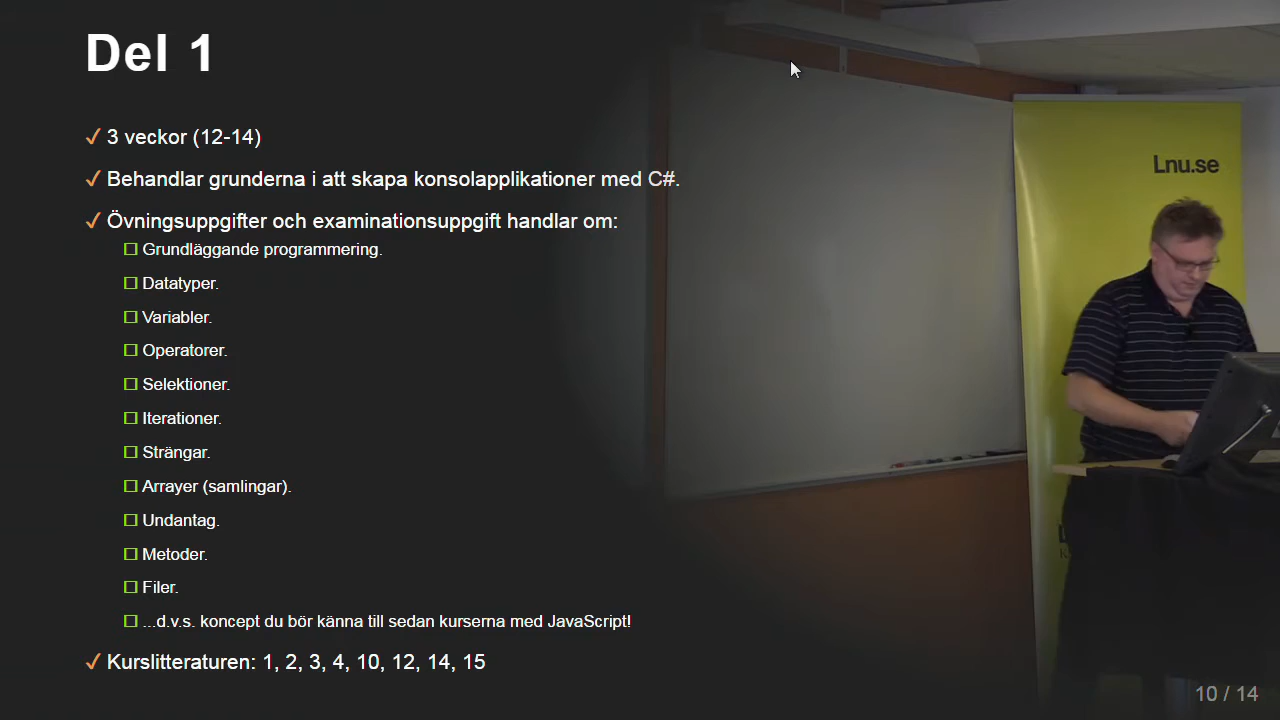 Del 1
3 veckor (12-14)
Behandlar grunderna i att skapa konsolapplikationer med C#.
Övningsuppgifter och examinationsuppgift handlar om:
Grundläggande programmering.
Datatyper.
Variabler.
Operatorer.
Selektioner.
Iterationer.
Strängar.
Arrayer (samlingar).
Undantag.
Metoder.
Filer.
...d.v.s. koncept du bör känna till sedan kurserna med JavaScript!
Kurslitteraturen: 1, 2, 3, 4, 10, 12, 14, 15
Lnu.se
10 / 14